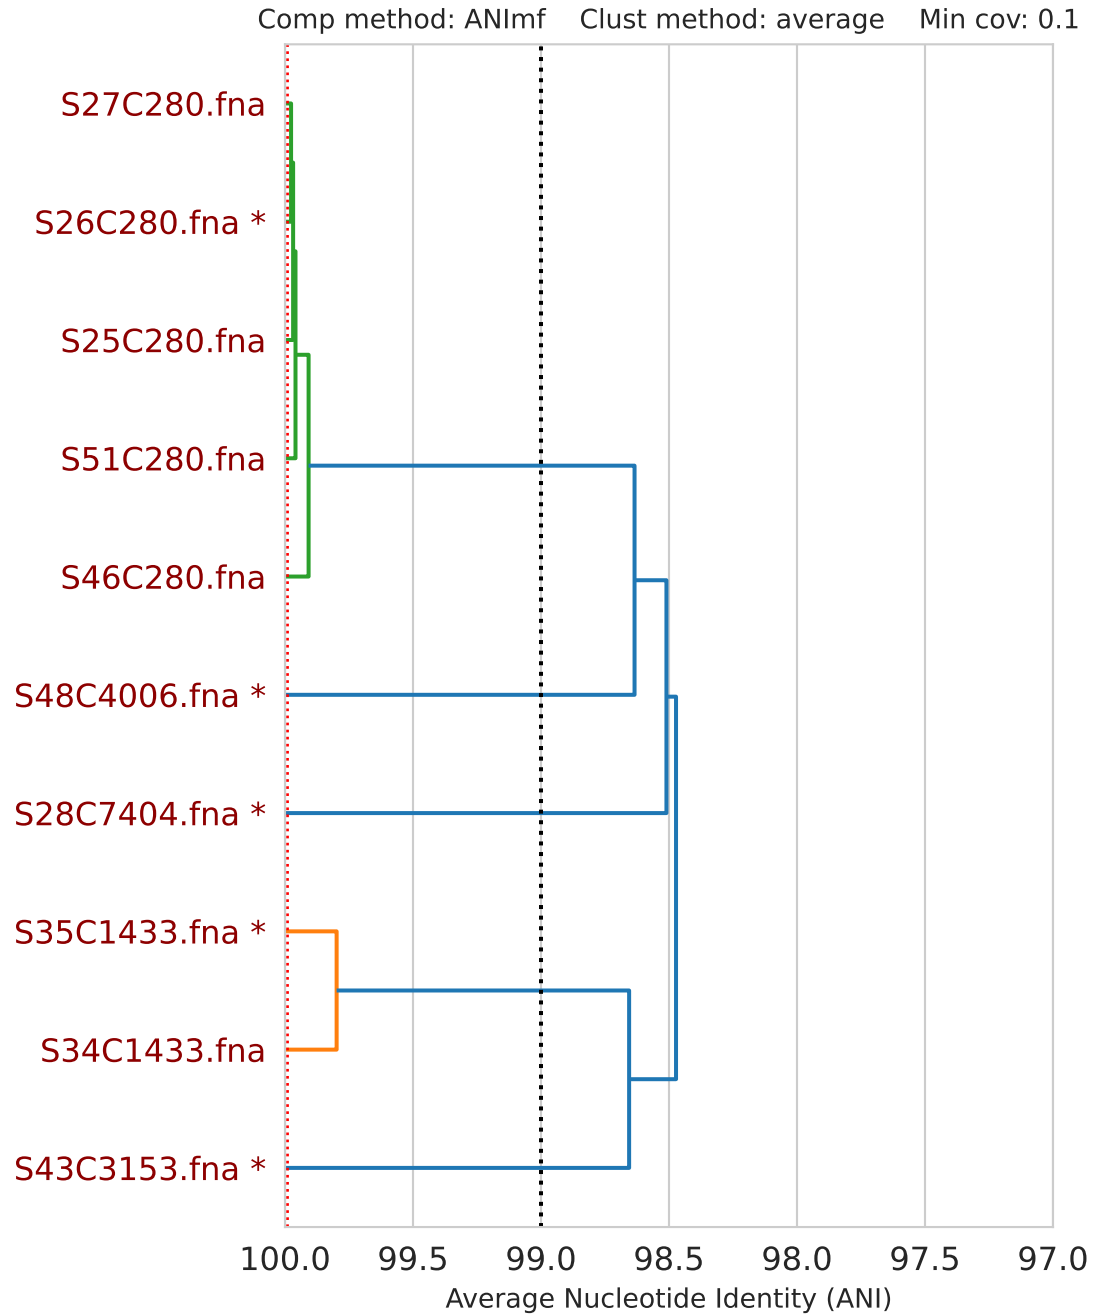 Comp method: ANImf    Clust method: average    Min cov: 0.1
S27C280.fna
S26C280.fna *
S25C280.fna
S51C280.fna
S46C280.fna
S48C4006.fna *
S28C7404.fna *
S35C1433.fna *
S34C1433.fna
S43C3153.fna *
100.0 99.5 99.0 98.5 98.0 97.5 97.0
Average Nucleotide Identity (ANI)